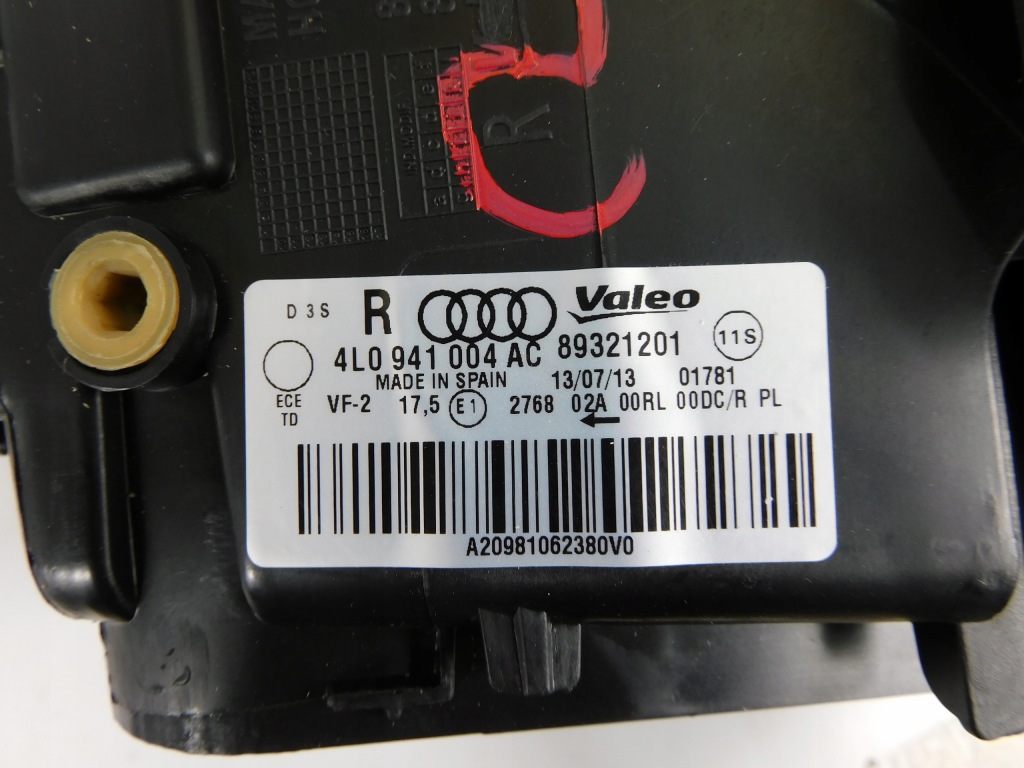 R
D3S R Valeo
4L0 941 004 AC 89321201 11S
MADE IN SPAIN 13/07/13 01781
ECE TD VF-2 17,5 E1 2768 02A 00RL 00DC/R PL
A20981062380V0